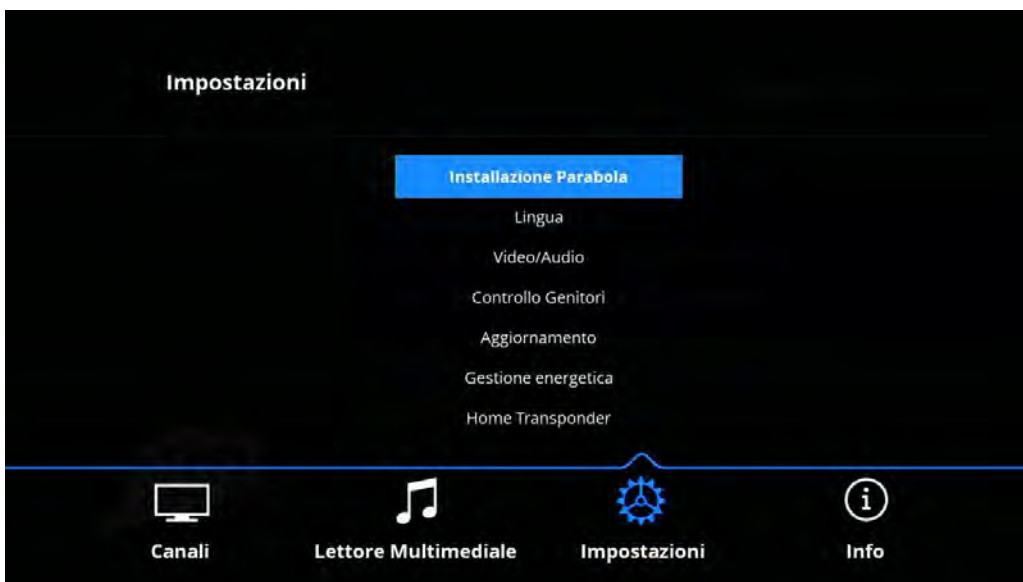 Impostazioni
Installazione Parabola
Lingua
Video/Audio
Controllo Genitori
Aggiornamento
Gestione energetica
Home Transponder
Canali
Lettore Multimediale
Impostazioni
Info